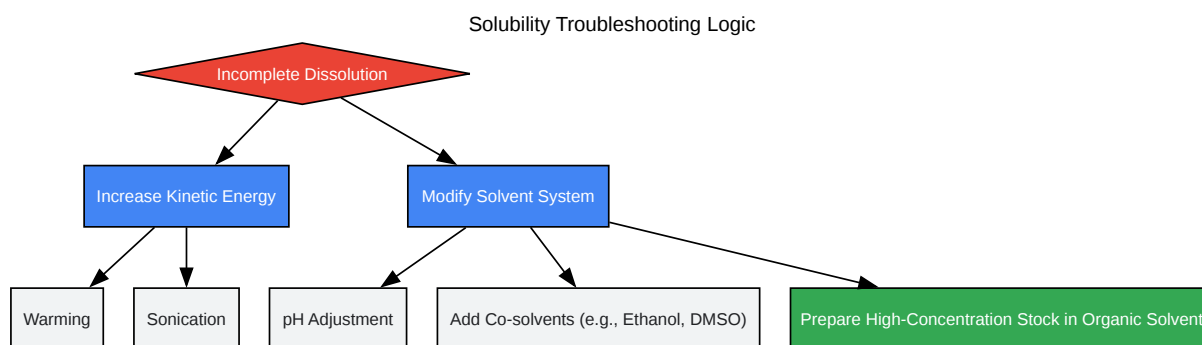 Solubility Troubleshooting Logic
Incomplete Dissolution
Increase Kinetic Energy
Modify Solvent System
Warming
Sonication
pH Adjustment
Add Co-solvents (e.g., Ethanol, DMSO)
Prepare High-Concentration Stock in Organic Solvent